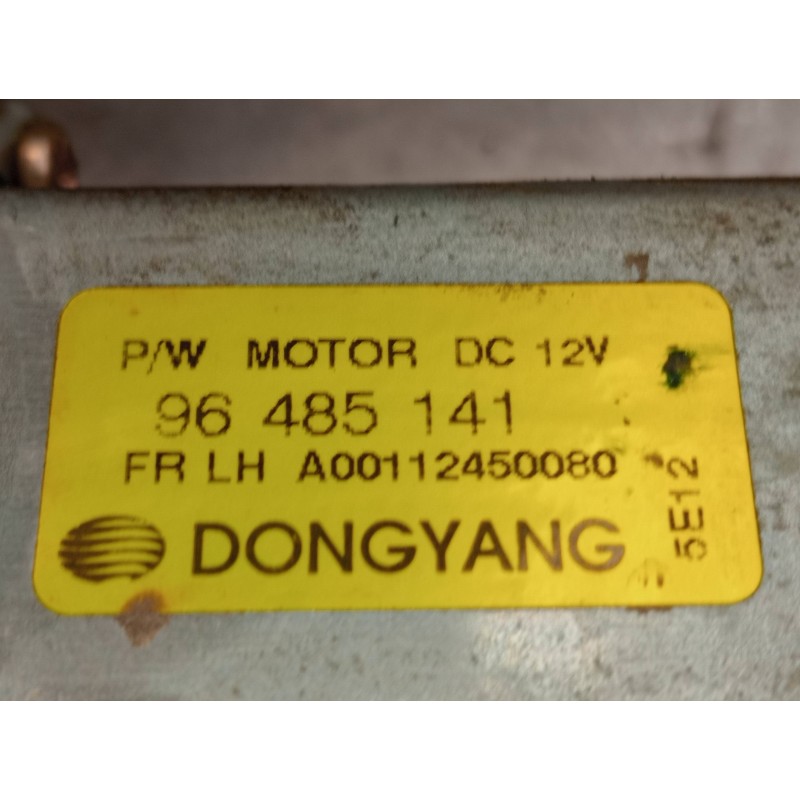 P/W MOTOR DC 12V
96 485 141
FR LH A00112450080
DONGYANG
5E12